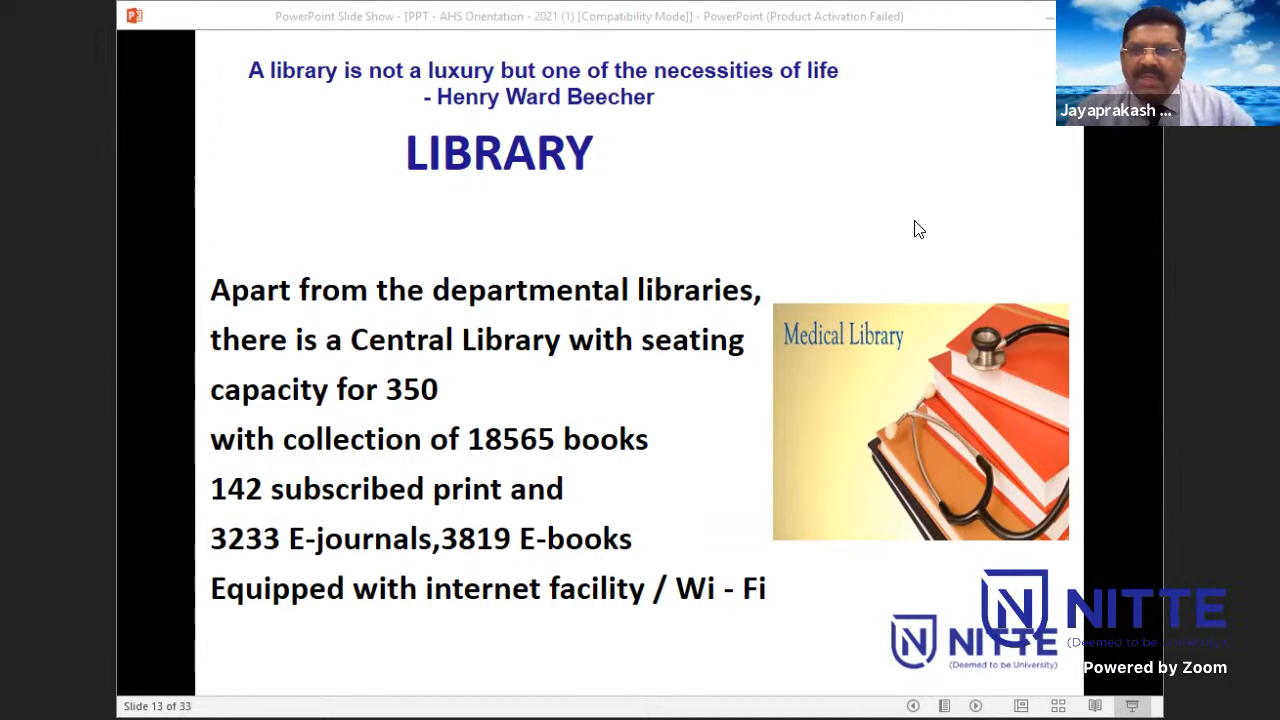 PowerPoint Slide Show - [PPT - AHS Orientation - 2021 (1) [Compatibility Mode]] - PowerPoint (Product Activation Failed)
A library is not a luxury but one of the necessities of life
- Henry Ward Beecher
Jayaprakash ...
LIBRARY
Apart from the departmental libraries,
there is a Central Library with seating
capacity for 350
with collection of 18565 books
142 subscribed print and
3233 E-journals,3819 E-books
Equipped with internet facility / Wi - Fi
Medical Library
N NITTE
(Deemed to be University)
N NITTE
(Deemed to be University)
Powered by Zoom
Slide 13 of 33